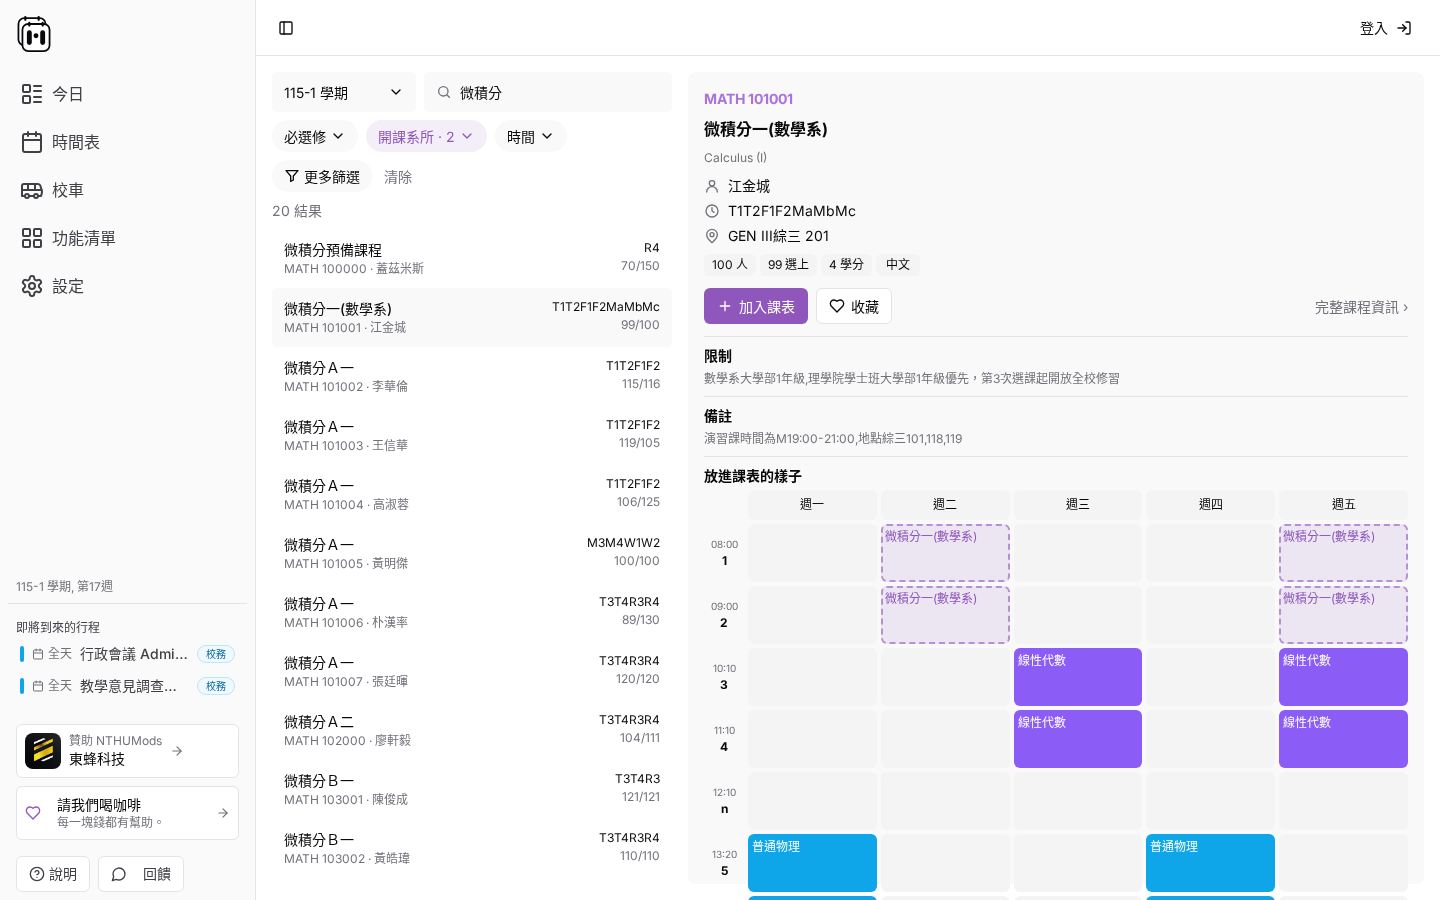 登入
今日
時間表
校車
功能清單
設定
115-1 學期, 第17週
即將到來的行程
全天 行政會議 Admi... 校務
全天 教學意見調查... 校務
贊助 NTHUMods
東蜂科技
請我們喝咖啡
每一塊錢都有幫助。
說明 回饋
115-1 學期 微積分
必選修 開課系所 · 2 時間
更多篩選 清除
20 結果
微積分預備課程 R4
MATH 100000 · 蓋茲米斯 70/150
微積分一(數學系) T1T2F1F2MaMbMc
MATH 101001 · 江金城 99/100
微積分Ａ一 T1T2F1F2
MATH 101002 · 李華倫 115/116
微積分Ａ一 T1T2F1F2
MATH 101003 · 王信華 119/105
微積分Ａ一 T1T2F1F2
MATH 101004 · 高淑蓉 106/125
微積分Ａ一 M3M4W1W2
MATH 101005 · 黃明傑 100/100
微積分Ａ一 T3T4R3R4
MATH 101006 · 朴漢率 89/130
微積分Ａ一 T3T4R3R4
MATH 101007 · 張廷暉 120/120
微積分Ａ二 T3T4R3R4
MATH 102000 · 廖軒毅 104/111
微積分Ｂ一 T3T4R3
MATH 103001 · 陳俊成 121/121
微積分Ｂ一 T3T4R3R4
MATH 103002 · 黃皓瑋 110/110
MATH 101001
微積分一(數學系)
Calculus (I)
江金城
T1T2F1F2MaMbMc
GEN III綜三 201
100 人 99 選上 4 學分 中文
加入課表 收藏 完整課程資訊 ›
限制
數學系大學部1年級,理學院學士班大學部1年級優先，第3次選課起開放全校修習
備註
演習課時間為M19:00-21:00,地點綜三101,118,119
放進課表的樣子
週一 週二 週三 週四 週五
08:00 微積分一(數學系) 微積分一(數學系)
1
09:00 微積分一(數學系) 微積分一(數學系)
2
10:10 線性代數 線性代數
3
11:10 線性代數 線性代數
4
12:10
n
13:20 普通物理 普通物理
5